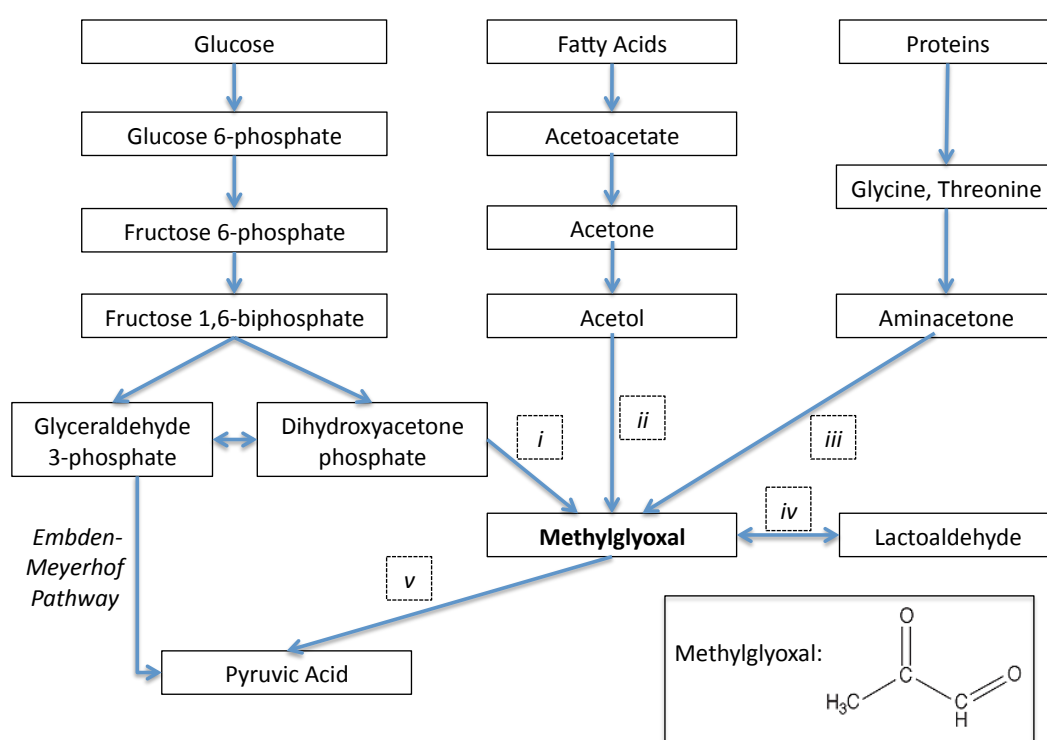 Glucose
Fatty Acids
Proteins
Glucose 6-phosphate
Acetoacetate
Glycine, Threonine
Fructose 6-phosphate
Acetone
Fructose 1,6-biphosphate
Acetol
Aminacetone
Glyceraldehyde
3-phosphate
Dihydroxyacetone
phosphate
i
ii
iii
Embden-
Meyerhof
Pathway
Methylglyoxal
iv
Lactoaldehyde
v
Pyruvic Acid
Methylglyoxal:
O
C
O
H₃C
C
H